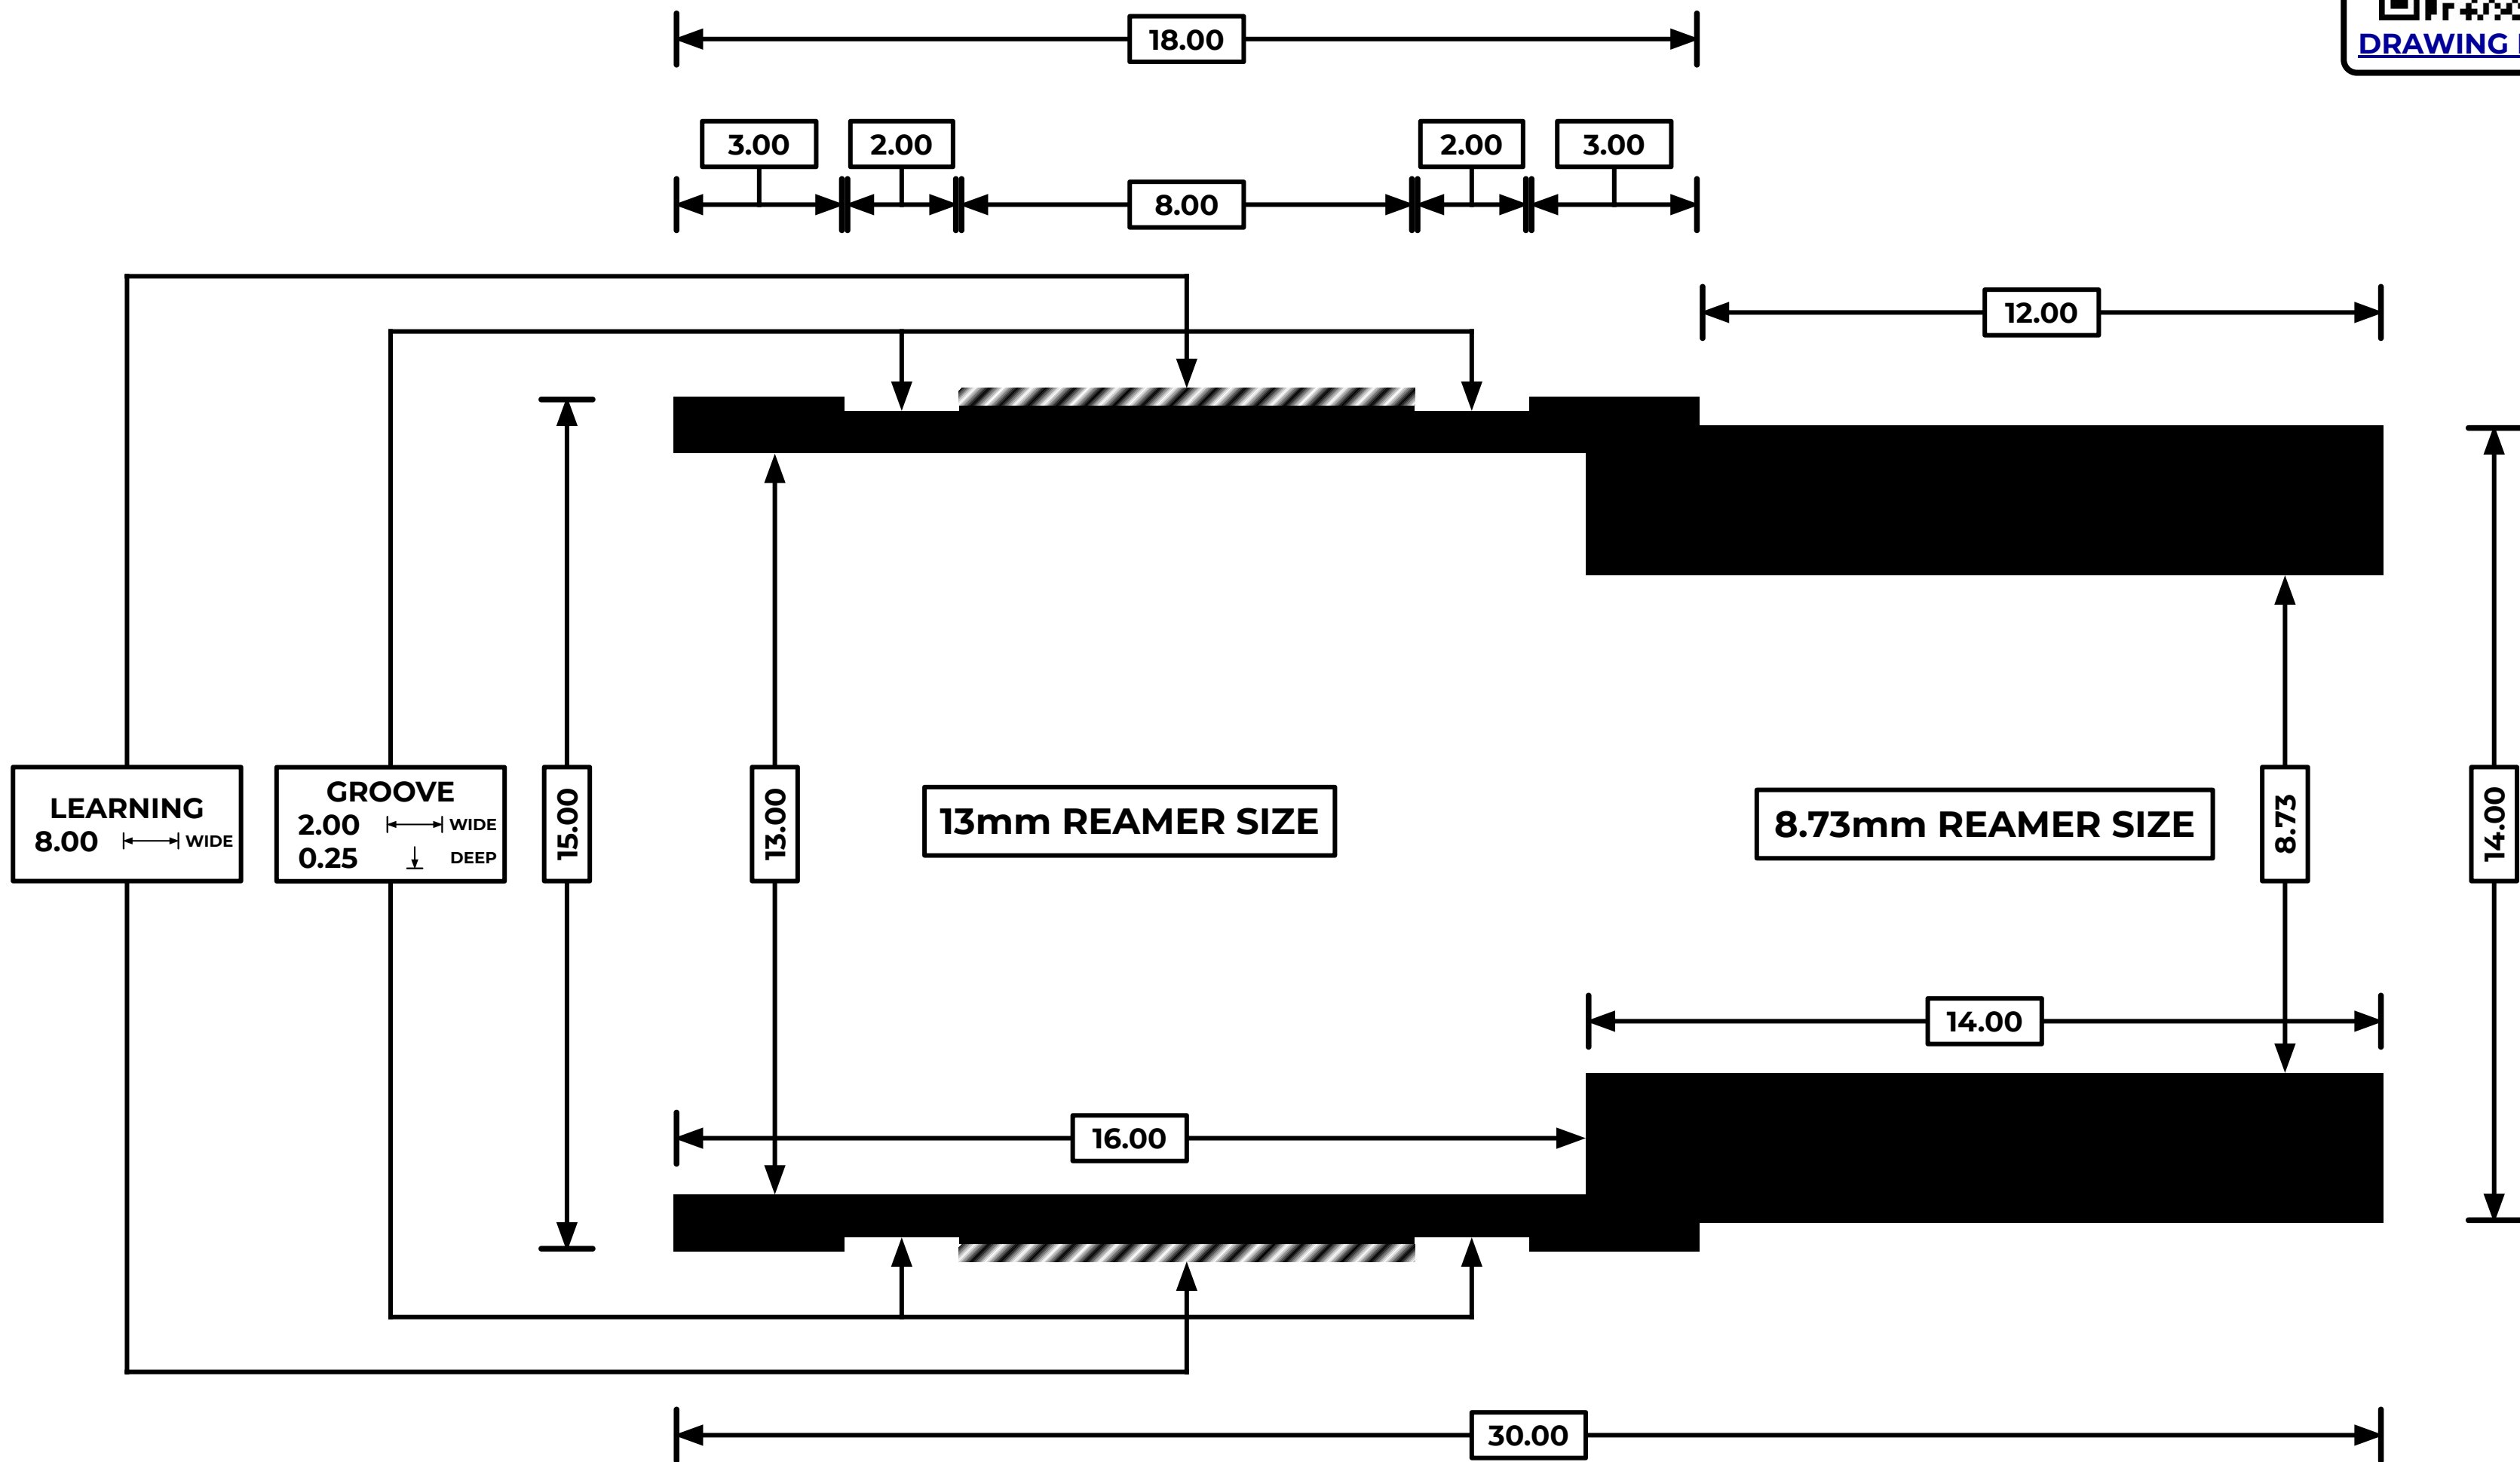 18.00
DRAWING
3.00
2.00
2.00
3.00
8.00
12.00
LEARNING
8.00 WIDE
GROOVE
2.00 WIDE
0.25 DEEP
15.00
13.00
13mm REAMER SIZE
8.73mm REAMER SIZE
8.73
14.00
14.00
16.00
30.00